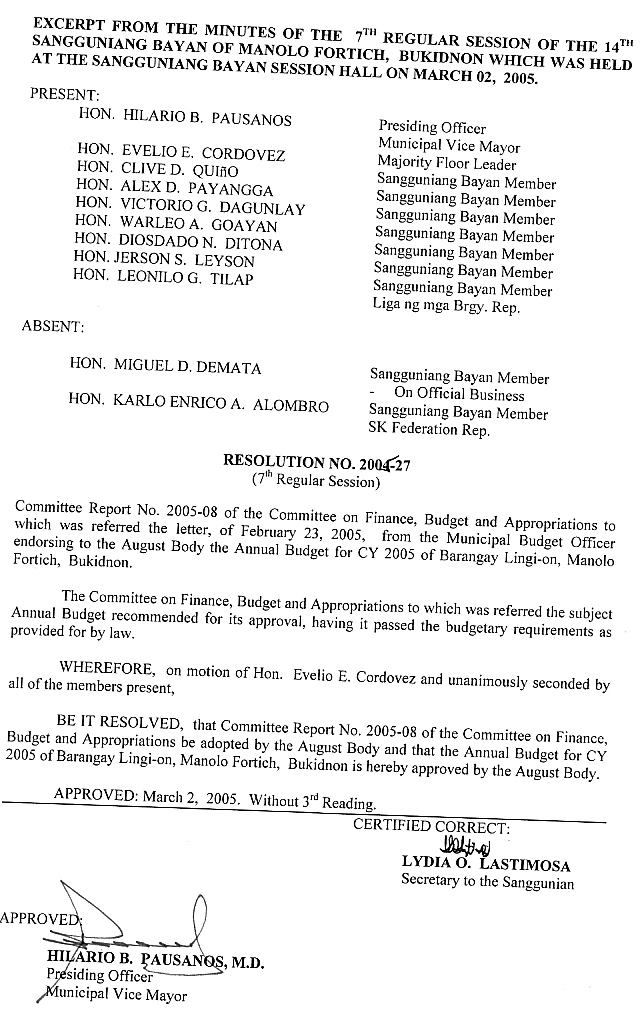 EXCERPT FROM THE MINUTES OF THE 7TH REGULAR SESSION OF THE 14TH
SANGGUNIANG BAYAN OF MANOLO FORTICH, BUKIDNON WHICH WAS HELD
AT THE SANGGUNIANG BAYAN SESSION HALL ON MARCH 02, 2005.
PRESENT:
HON. HILARIO B. PAUSANOS Presiding Officer
Municipal Vice Mayor
HON. EVELIO E. CORDOVEZ Majority Floor Leader
HON. CLIVE D. QUIñO Sangguniang Bayan Member
HON. ALEX D. PAYANGGA Sangguniang Bayan Member
HON. VICTORIO G. DAGUNLAY Sangguniang Bayan Member
HON. WARLEO A. GOAYAN Sangguniang Bayan Member
HON. DIOSDADO N. DITONA Sangguniang Bayan Member
HON. JERSON S. LEYSON Sangguniang Bayan Member
HON. LEONILO G. TILAP Sangguniang Bayan Member
Liga ng mga Brgy. Rep.
ABSENT:
HON. MIGUEL D. DEMATA Sangguniang Bayan Member
- On Official Business
HON. KARLO ENRICO A. ALOMBRO Sangguniang Bayan Member
SK Federation Rep.
RESOLUTION NO. 2005-27
(7th Regular Session)
Committee Report No. 2005-08 of the Committee on Finance, Budget and Appropriations to
which was referred the letter, of February 23, 2005, from the Municipal Budget Officer
endorsing to the August Body the Annual Budget for CY 2005 of Barangay Lingi-on, Manolo
Fortich, Bukidnon.
The Committee on Finance, Budget and Appropriations to which was referred the subject
Annual Budget recommended for its approval, having it passed the budgetary requirements as
provided for by law.
WHEREFORE, on motion of Hon. Evelio E. Cordovez and unanimously seconded by
all of the members present,
BE IT RESOLVED, that Committee Report No. 2005-08 of the Committee on Finance,
Budget and Appropriations be adopted by the August Body and that the Annual Budget for CY
2005 of Barangay Lingi-on, Manolo Fortich, Bukidnon is hereby approved by the August Body.
APPROVED: March 2, 2005. Without 3rd Reading.
CERTIFIED CORRECT:
LYDIA O. LASTIMOSA
Secretary to the Sanggunian
APPROVED:
HILARIO B. PAUSANOS, M.D.
Presiding Officer
Municipal Vice Mayor